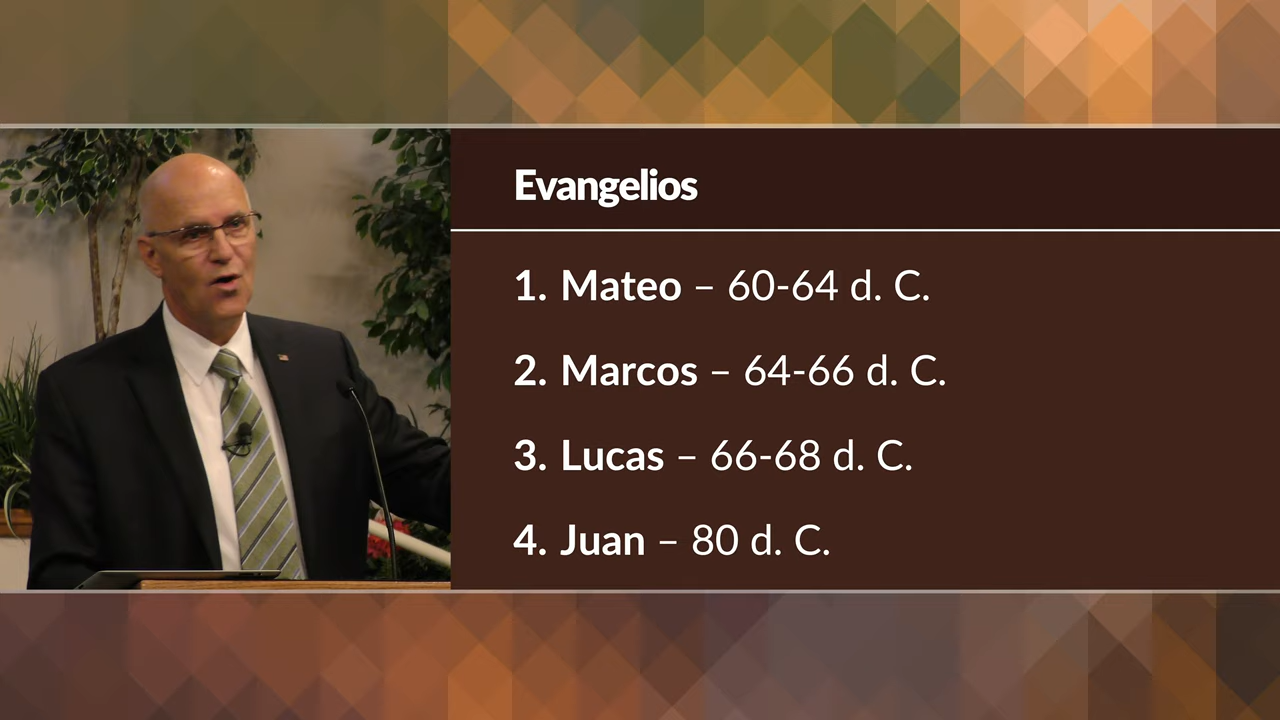 Evangelios
1. Mateo – 60-64 d. C.
2. Marcos – 64-66 d. C.
3. Lucas – 66-68 d. C.
4. Juan – 80 d. C.